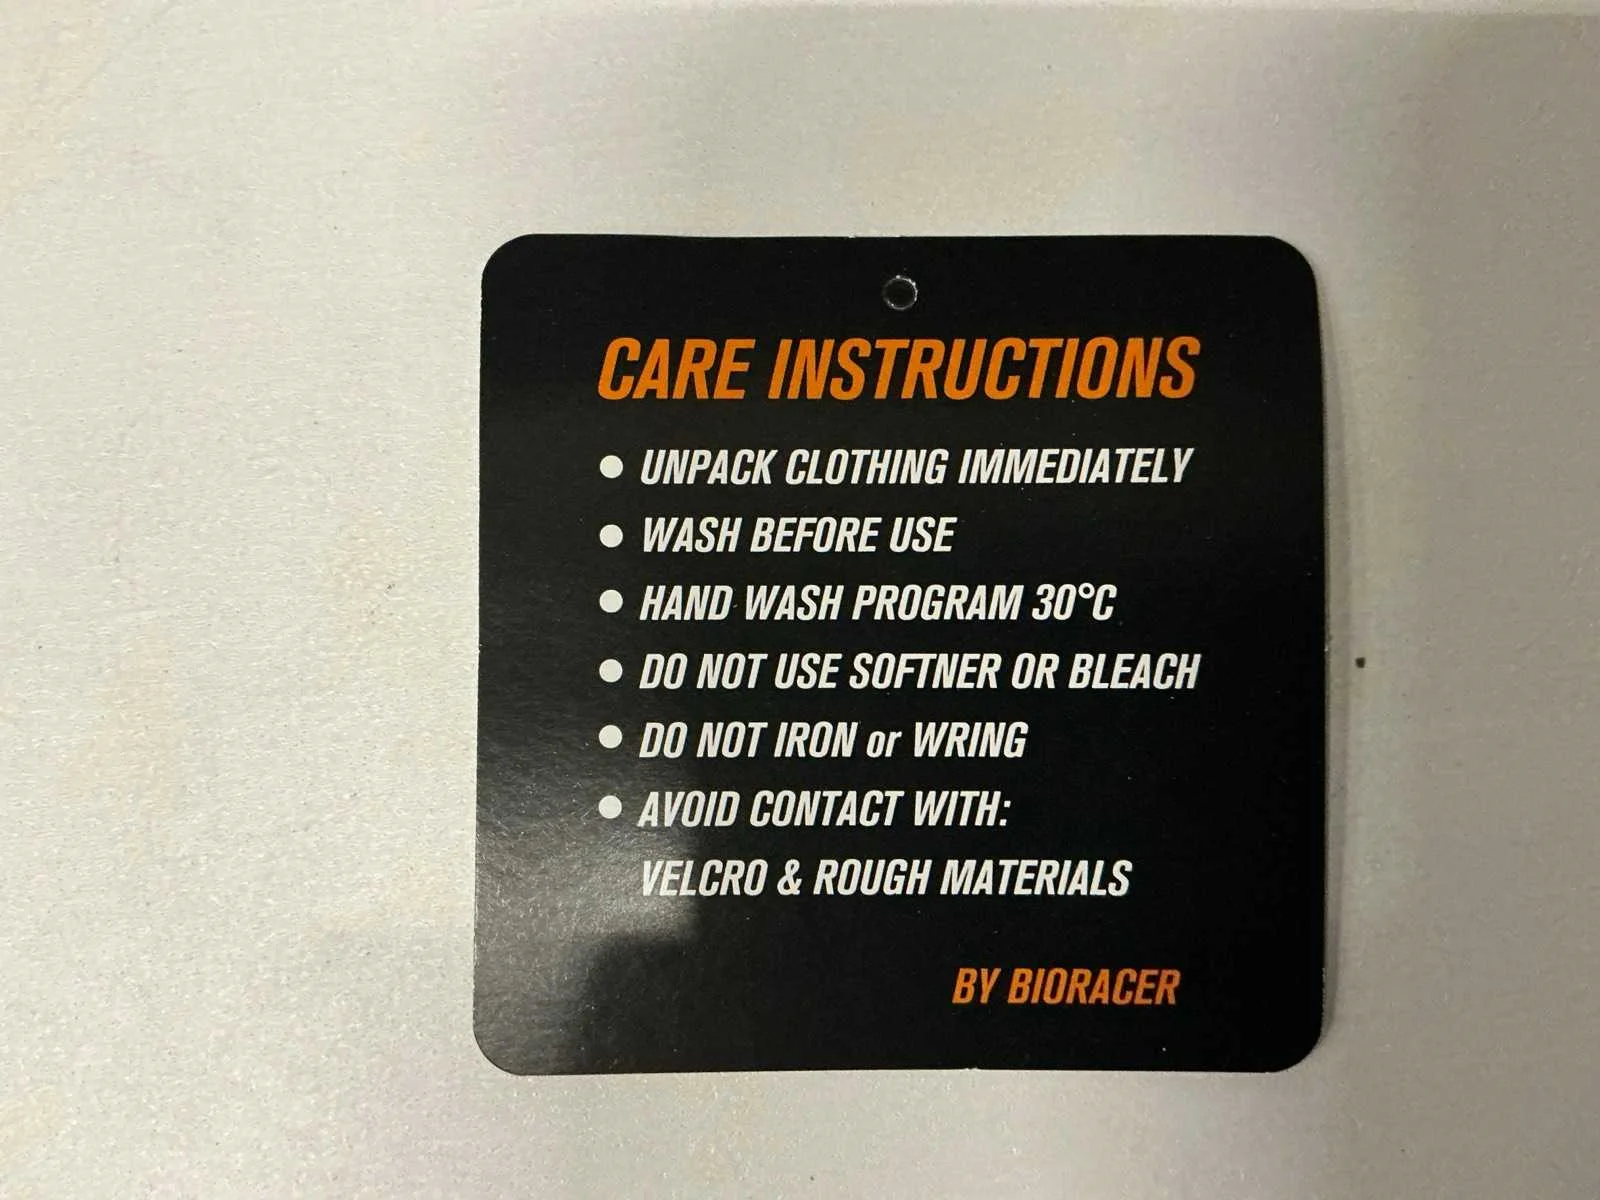 CARE INSTRUCTIONS
● UNPACK CLOTHING IMMEDIATELY
● WASH BEFORE USE
● HAND WASH PROGRAM 30°C
● DO NOT USE SOFTNER OR BLEACH
● DO NOT IRON or WRING
● AVOID CONTACT WITH:
VELCRO & ROUGH MATERIALS
BY BIORACER